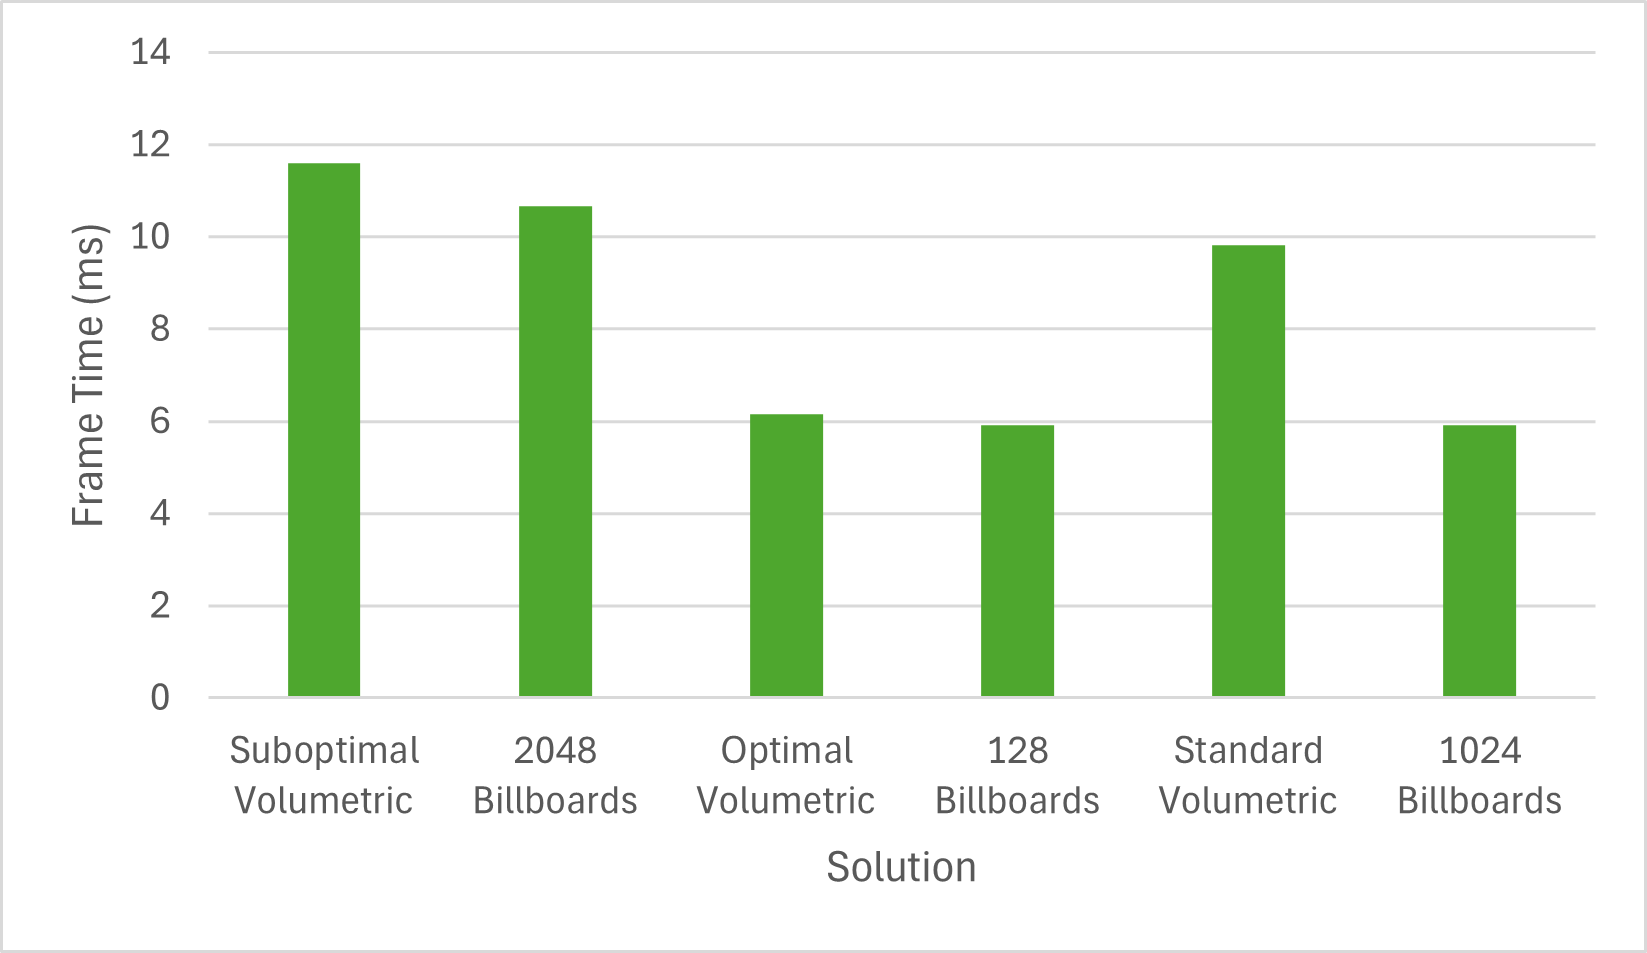 14
12
10
8
6
4
2
0
Frame Time (ms)
Suboptimal Volumetric
2048 Billboards
Optimal Volumetric
128 Billboards
Standard Volumetric
1024 Billboards
Solution